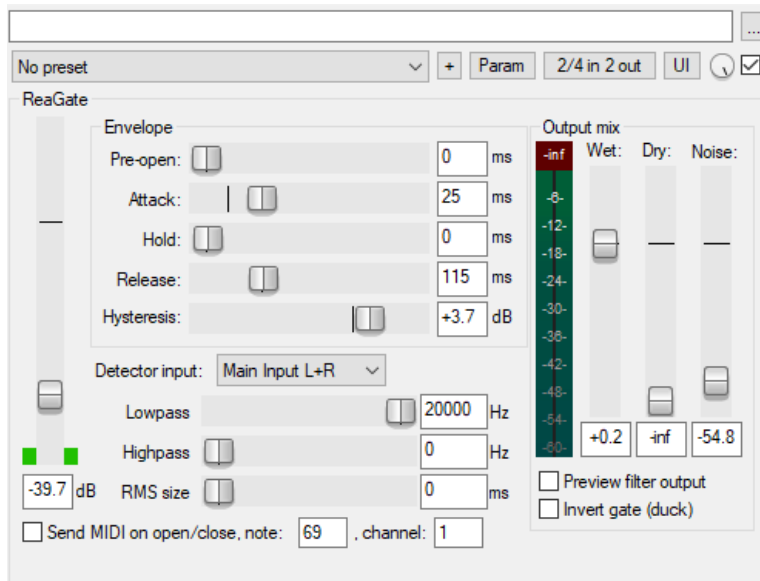 ...
No preset + Param 2/4 in 2 out UI
ReaGate
Envelope
Pre-open: 0 ms
Attack: 25 ms
Hold: 0 ms
Release: 115 ms
Hysteresis: +3.7 dB
Detector input: Main Input L+R
Lowpass 20000 Hz
Highpass 0 Hz
-39.7 dB RMS size 0 ms
Send MIDI on open/close, note: 69 , channel: 1
Output mix
-inf Wet: Dry: Noise:
-6-
-12-
-18-
-24-
-30-
-36-
-42-
-48-
-54-
-60-
+0.2 -inf -54.8
Preview filter output
Invert gate (duck)